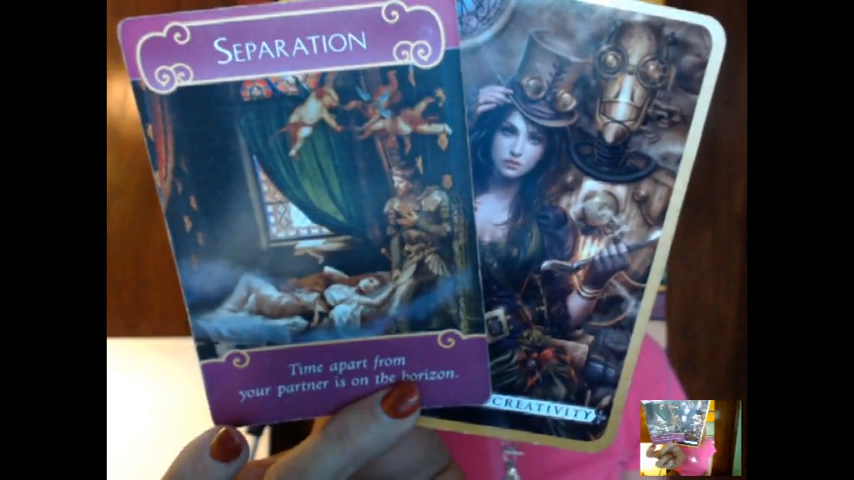 SEPARATION
Time apart from
your partner is on the horizon.
CREATIVITY